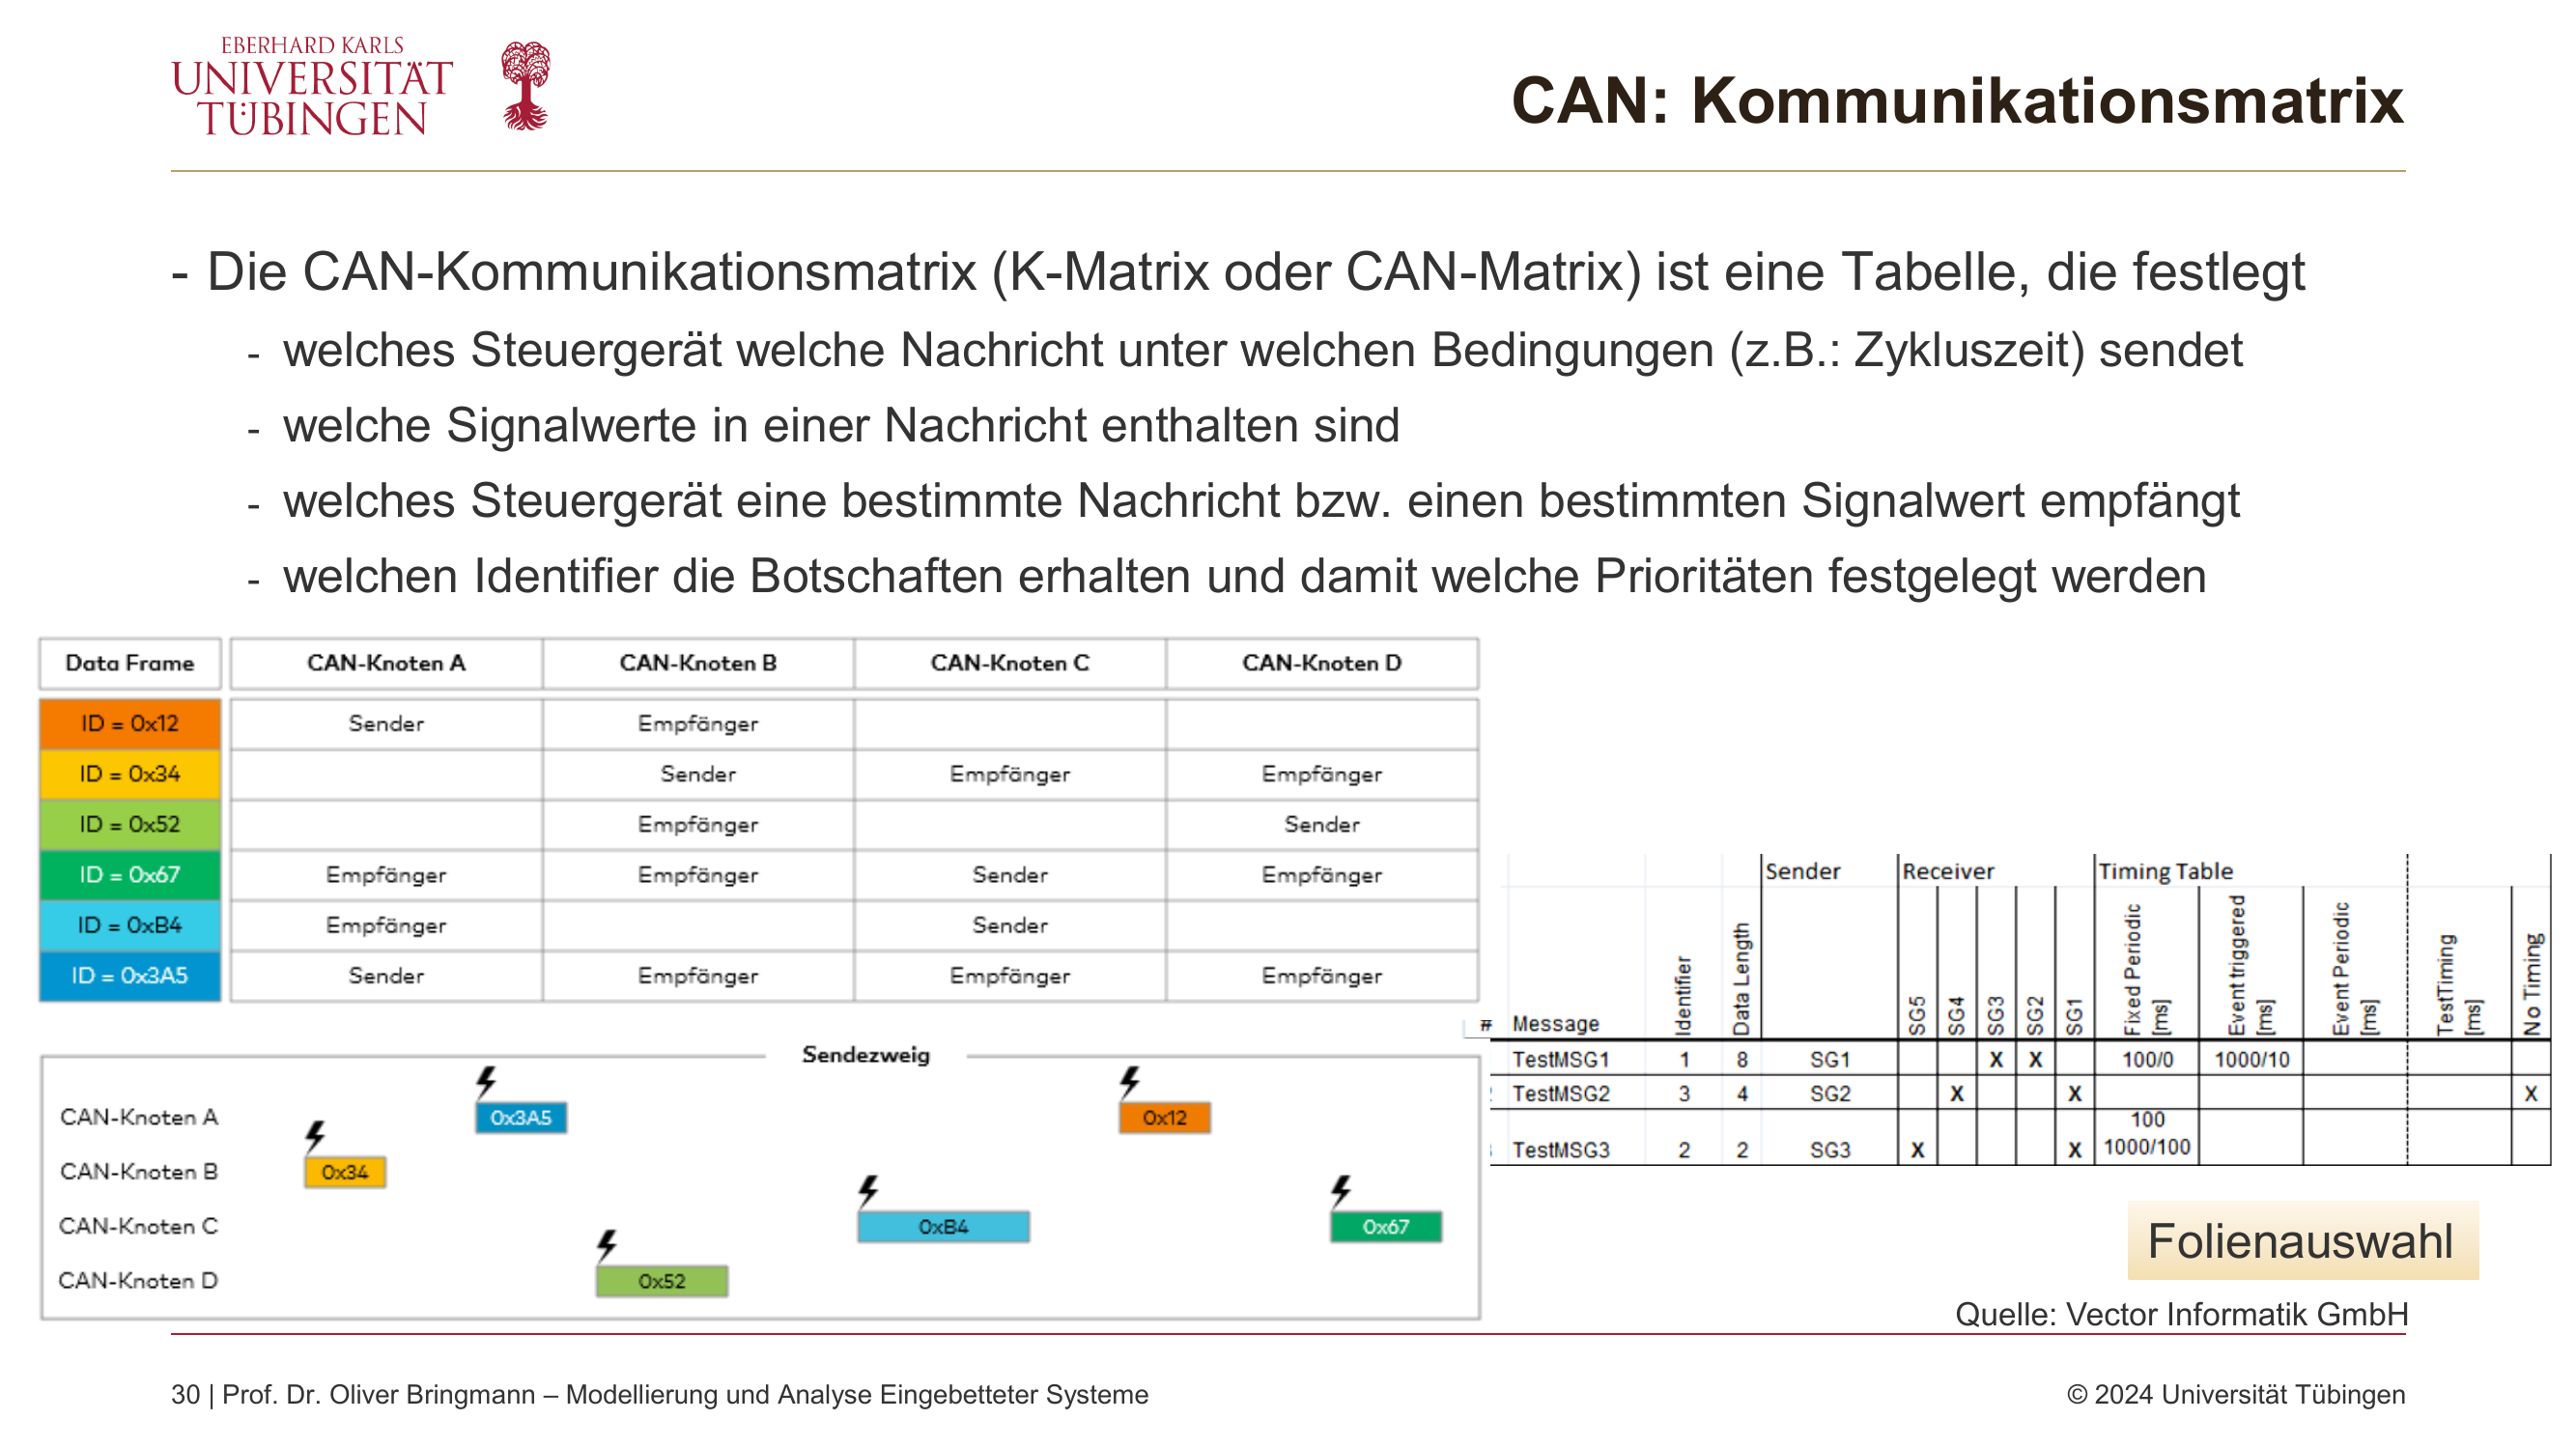 EBERHARD KARLS
UNIVERSITÄT
TÜBINGEN
CAN: Kommunikationsmatrix
- Die CAN-Kommunikationsmatrix (K-Matrix oder CAN-Matrix) ist eine Tabelle, die festlegt
- welches Steuergerät welche Nachricht unter welchen Bedingungen (z.B.: Zykluszeit) sendet
- welche Signalwerte in einer Nachricht enthalten sind
- welches Steuergerät eine bestimmte Nachricht bzw. einen bestimmten Signalwert empfängt
- welchen Identifier die Botschaften erhalten und damit welche Prioritäten festgelegt werden
Data Frame CAN-Knoten A CAN-Knoten B CAN-Knoten C CAN-Knoten D
ID = 0x12 Sender Empfänger
ID = 0x34 Sender Empfänger Empfänger
ID = 0x52 Empfänger Sender
ID = 0x67 Empfänger Empfänger Sender Empfänger
ID = 0xB4 Empfänger Sender
ID = 0x3A5 Sender Empfänger Empfänger Empfänger
Sendezweig
CAN-Knoten A 0x3A5 0x12
CAN-Knoten B 0x34
CAN-Knoten C 0xB4 0x67
CAN-Knoten D 0x52
Sender Receiver Timing Table
# Message Identifier Data Length SG5 SG4 SG3 SG2 SG1 Fixed Periodic [ms] Event triggered [ms] Event Periodic [ms] TestTiming [ms] No Timing
TestMSG1 1 8 SG1 X X 100/0 1000/10
TestMSG2 3 4 SG2 X X X
100
TestMSG3 2 2 SG3 X X 1000/100
Folienauswahl
Quelle: Vector Informatik GmbH
30 | Prof. Dr. Oliver Bringmann – Modellierung und Analyse Eingebetteter Systeme
© 2024 Universität Tübingen